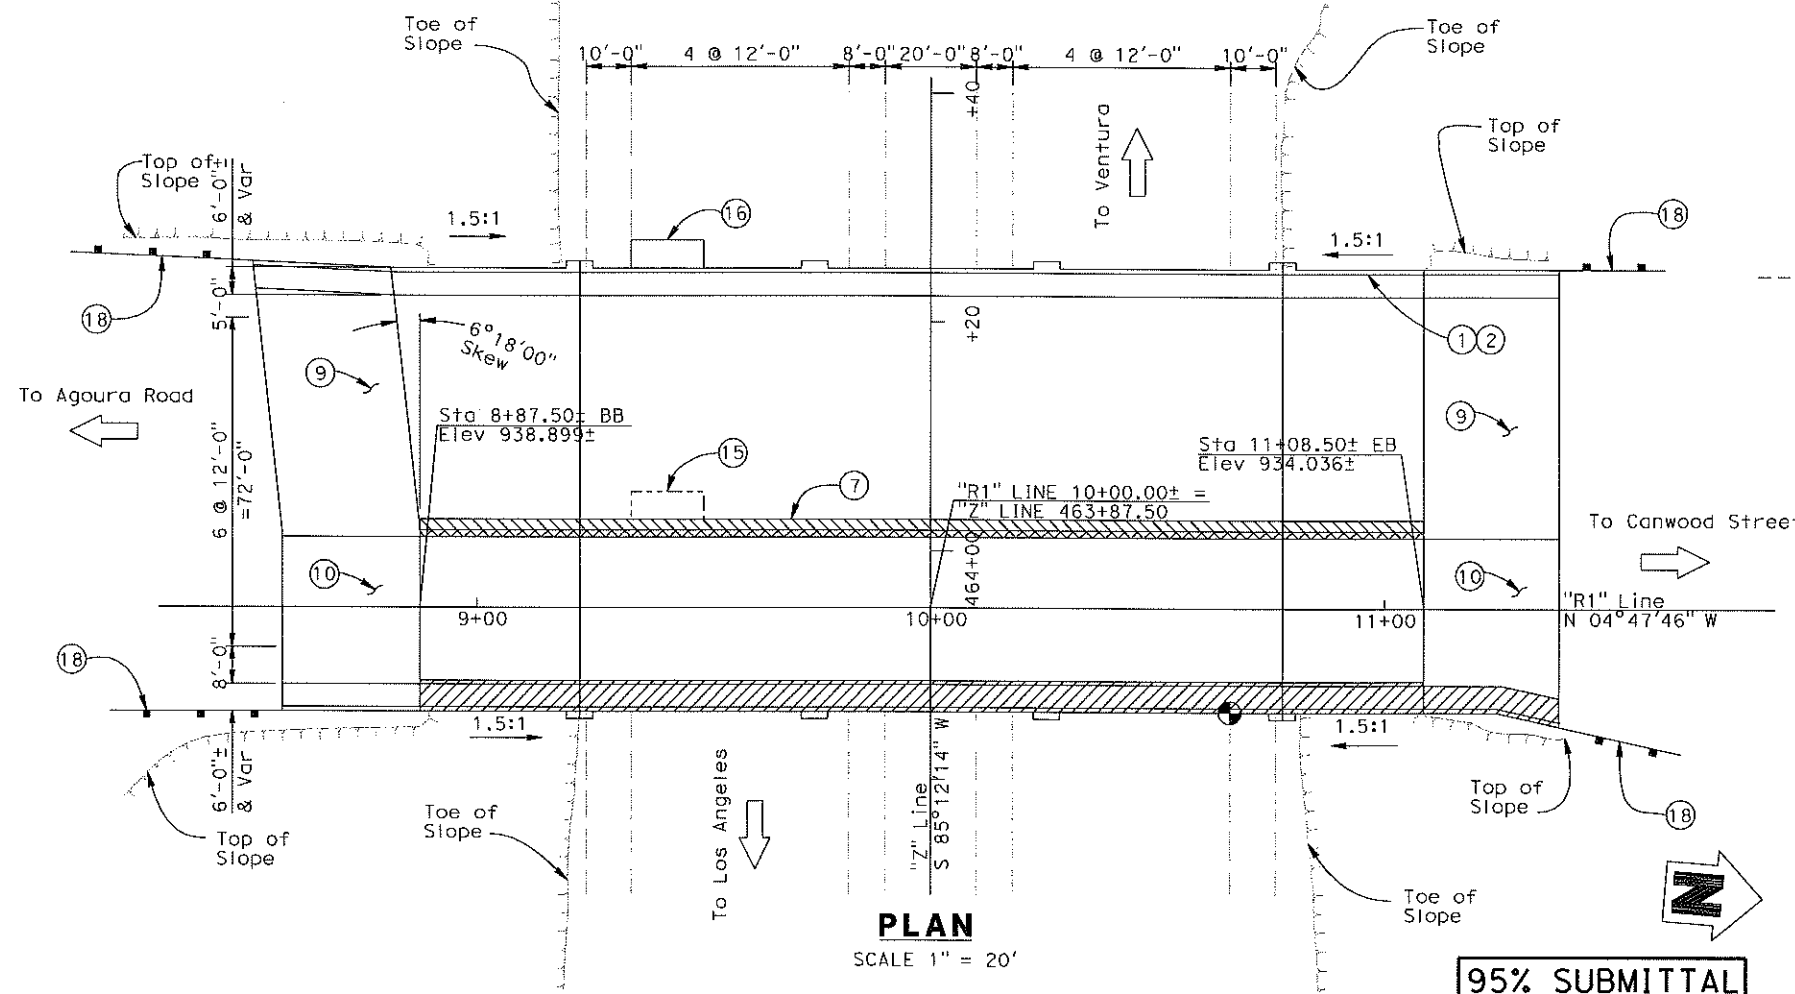 Toe of
Slope
10'-0"
4 @ 12'-0"
8'-0"
20'-0"
8'-0"
4 @ 12'-0"
10'-0"
Toe of
Slope
+40
To Ventura
Top of
Slope
Top of
Slope
6'-0"±
& Var
1.5:1
16
1.5:1
18
18
5'-0"
6°18'00"
Skew
+20
1
2
9
To Agoura Road
Sta 8+87.50± BB
Elev 938.899±
9
Sta 11+08.50± EB
Elev 934.036±
15
7
"R1" LINE 10+00.00± =
"Z" LINE 463+87.50
6 @ 12'-0"
=72'-0"
To Canwood Street
10
464+00
10
9+00
10+00
11+00
"R1" Line
N 04°47'46" W
18
8'-0"
1.5:1
1.5:1
6'-0"±
& Var
Top of
Slope
Toe of
Slope
To Los Angeles
"Z" Line
S 85°12'14" W
Top of
Slope
18
Toe of
Slope
N
PLAN
SCALE 1" = 20'
95% SUBMITTAL